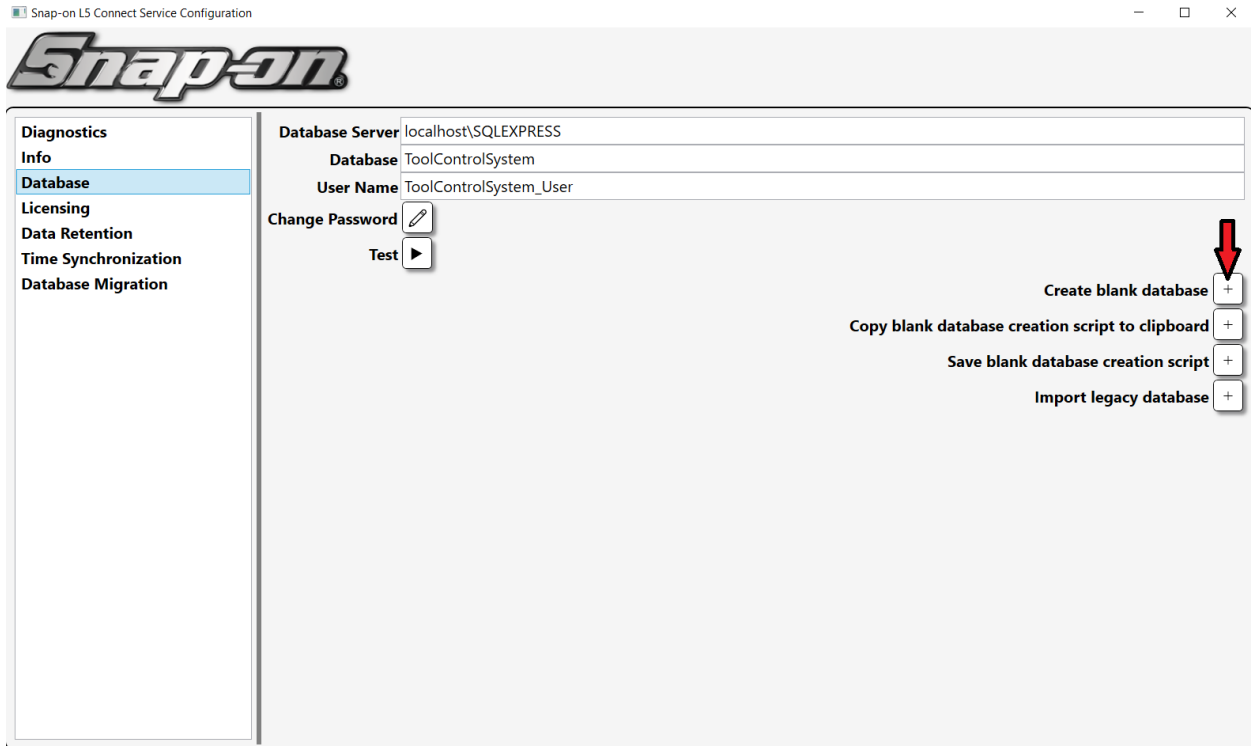 Snap-on L5 Connect Service Configuration
Snap-on®
Diagnostics
Info
Database
Licensing
Data Retention
Time Synchronization
Database Migration
Database Server localhost\SQLEXPRESS
Database ToolControlSystem
User Name ToolControlSystem_User
Change Password
Test
Create blank database +
Copy blank database creation script to clipboard +
Save blank database creation script +
Import legacy database +